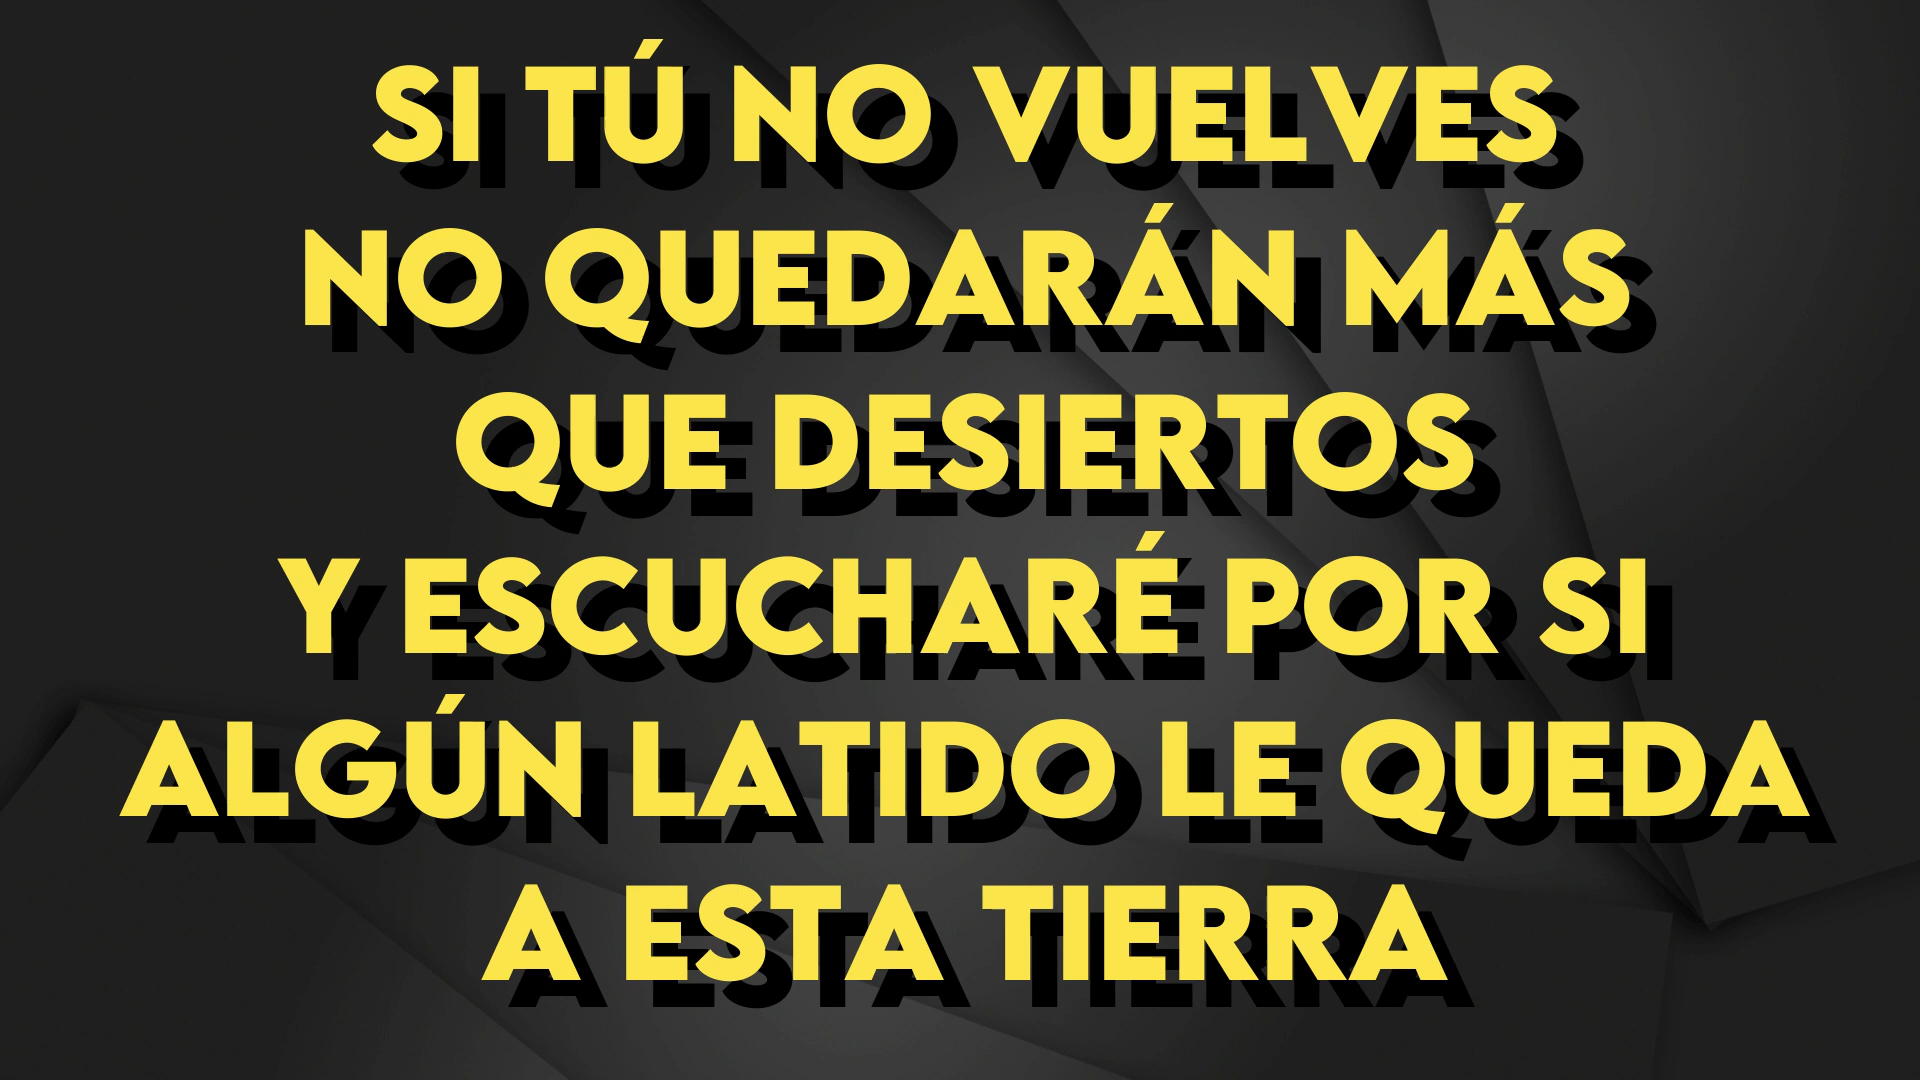 SI TÚ NO VUELVES
NO QUEDARÁN MÁS
QUE DESIERTOS
Y ESCUCHARÉ POR SI
ALGÚN LATIDO LE QUEDA
A ESTA TIERRA